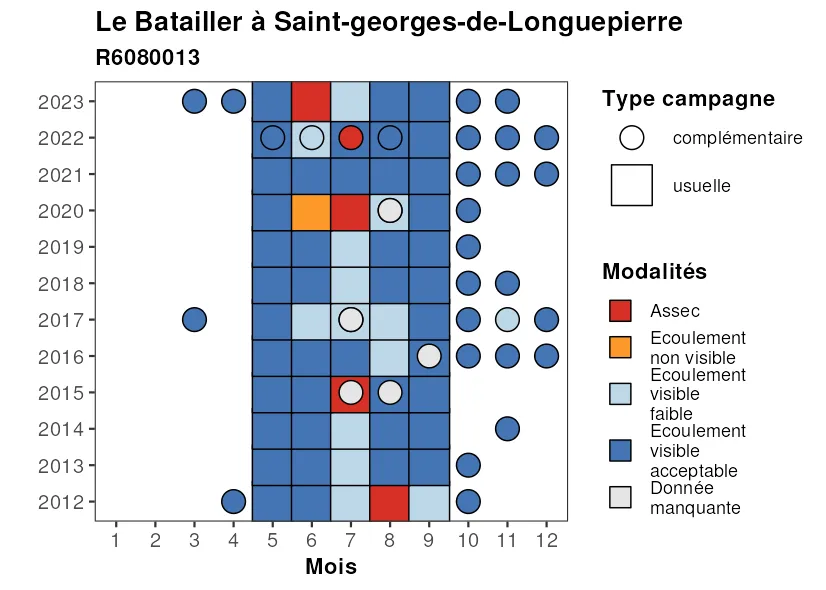 Le Batailler à Saint-georges-de-Longuepierre
R6080013
2023
2022
2021
2020
2019
2018
2017
2016
2015
2014
2013
2012
1 2 3 4 5 6 7 8 9 10 11 12
Mois
Type campagne
complémentaire
usuelle
Modalités
Assec
Ecoulement
non visible
Ecoulement
visible
faible
Ecoulement
visible
acceptable
Donnée
manquante